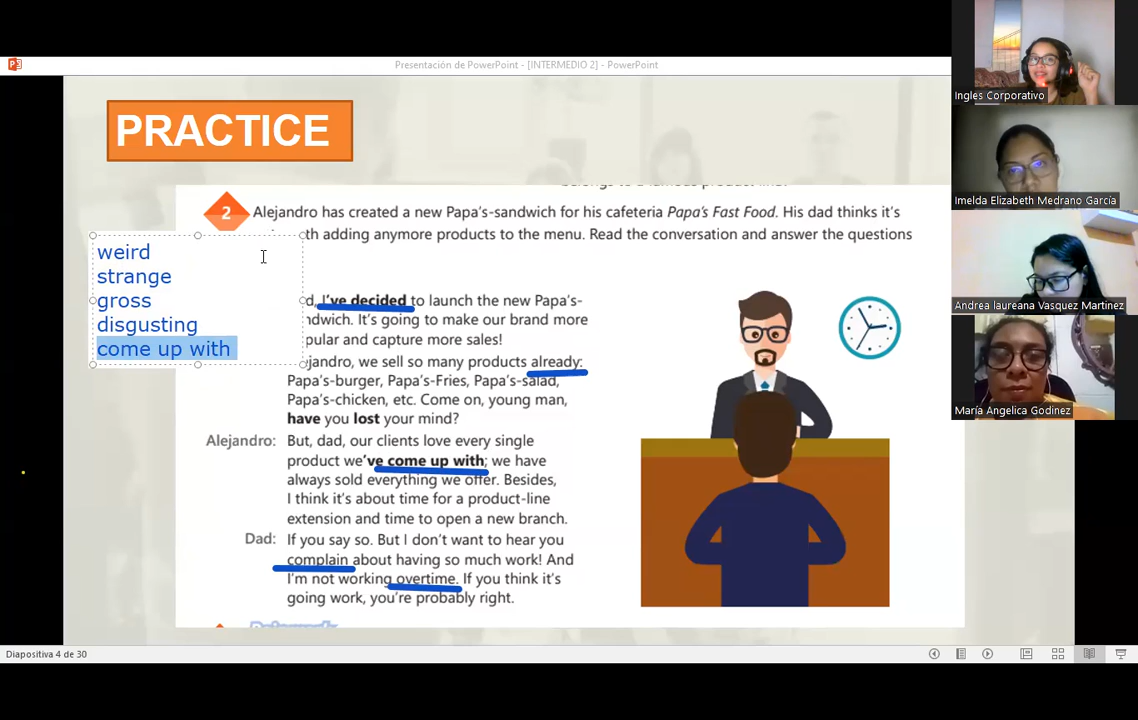 Presentación de PowerPoint - [INTERMEDIO 2] - PowerPoint
PRACTICE
2
Alejandro has created a new Papa's-sandwich for his cafeteria Papa's Fast Food. His dad thinks it's
adding anymore products to the menu. Read the conversation and answer the questions
weird
strange
gross
disgusting
come up with
I've decided to launch the new Papa's-
It's going to make our brand more
and capture more sales!
we sell so many products already:
Papa's-burger, Papa's-Fries, Papa's-salad,
Papa's-chicken, etc. Come on, young man,
have you lost your mind?
Alejandro: But, dad, our clients love every single
product we've come up with; we have
always sold everything we offer. Besides,
I think it's about time for a product-line
extension and time to open a new branch.
Dad: If you say so. But I don't want to hear you
complain about having so much work! And
I'm not working overtime. If you think it's
going work, you're probably right.
Diapositiva 4 de 30
Ingles Corporativo
Imelda Elizabeth Medrano García
Andrea laureana Vasquez Martinez
María Angelica Godinez